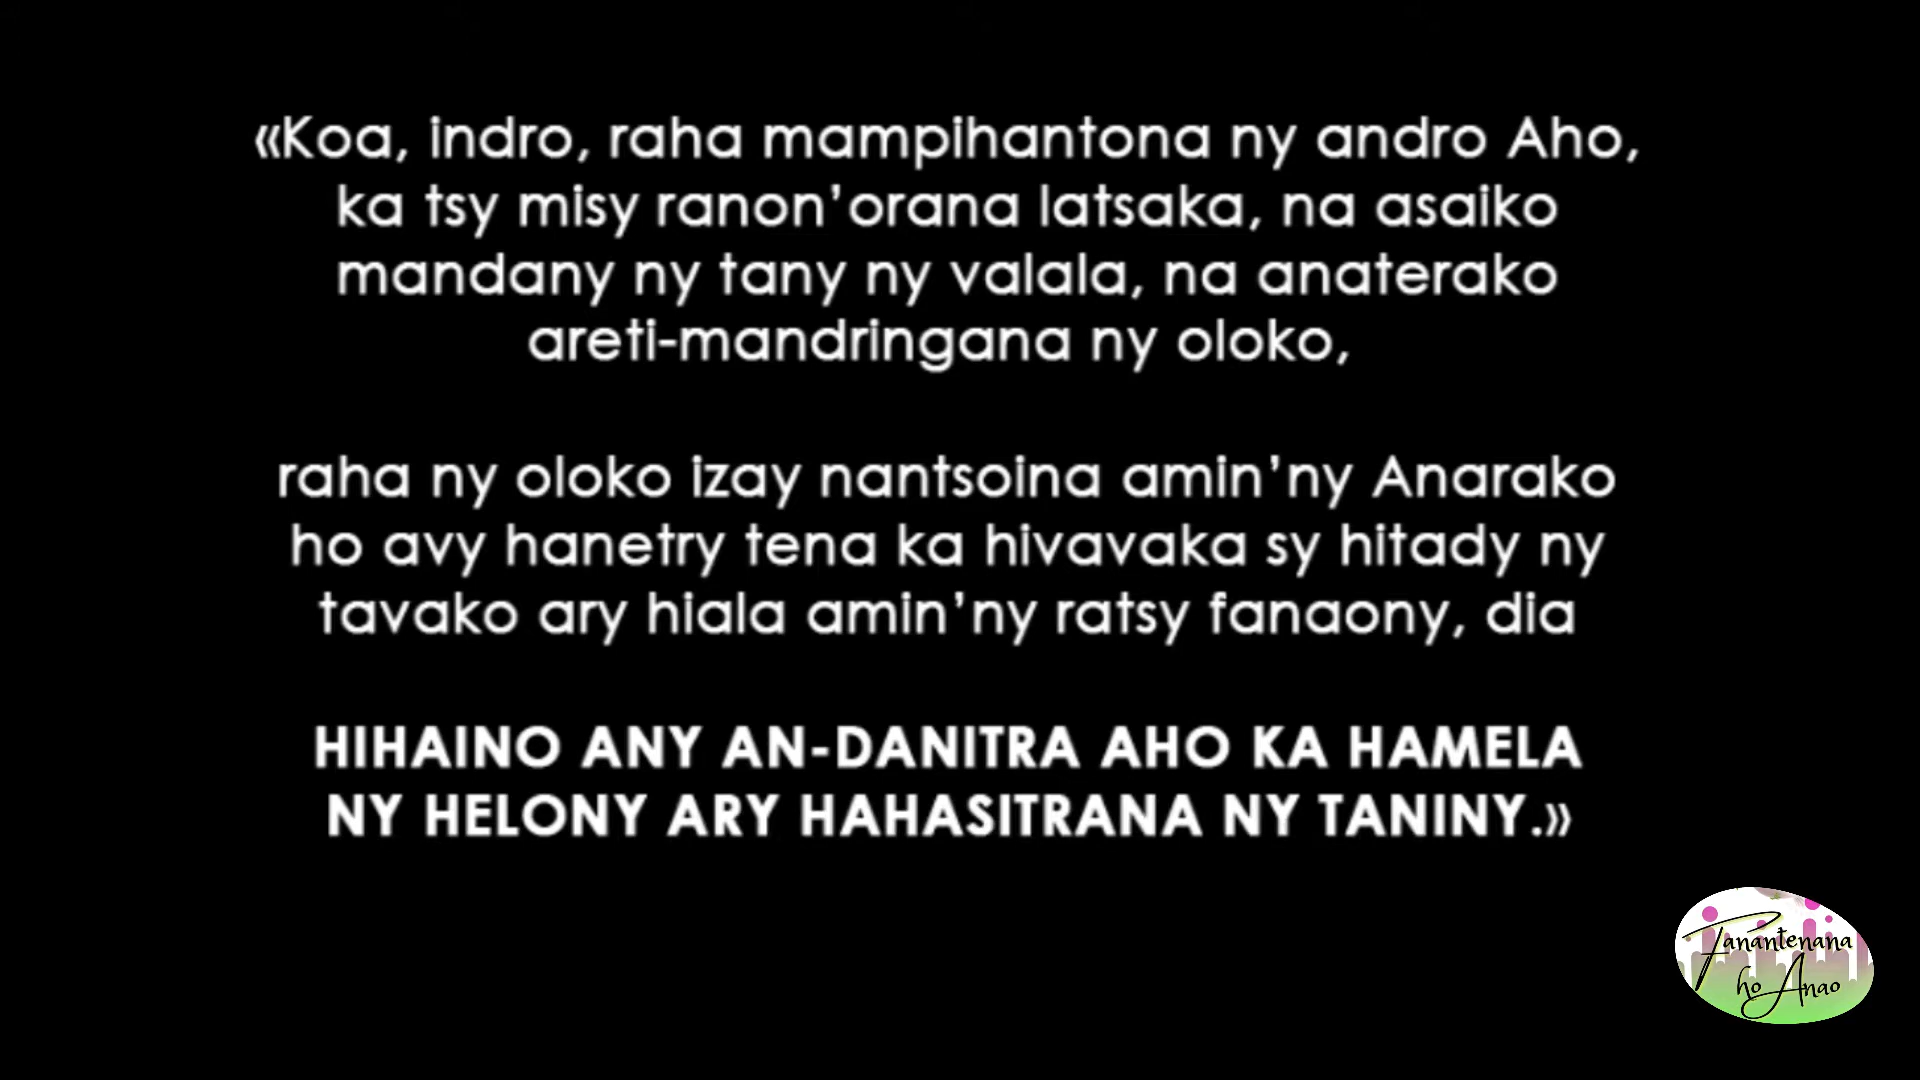 «Koa, indro, raha mampihantona ny andro Aho,
ka tsy misy ranon’orana latsaka, na asaiko
mandany ny tany ny valala, na anaterako
areti-mandringana ny oloko,
raha ny oloko izay nantsoina amin’ny Anarako
ho avy hanetry tena ka hivavaka sy hitady ny
tavako ary hiala amin’ny ratsy fanaony, dia
HIHAINO ANY AN-DANITRA AHO KA HAMELA
NY HELONY ARY HAHASITRANA NY TANINY.»
Fanantenana
ho Anao